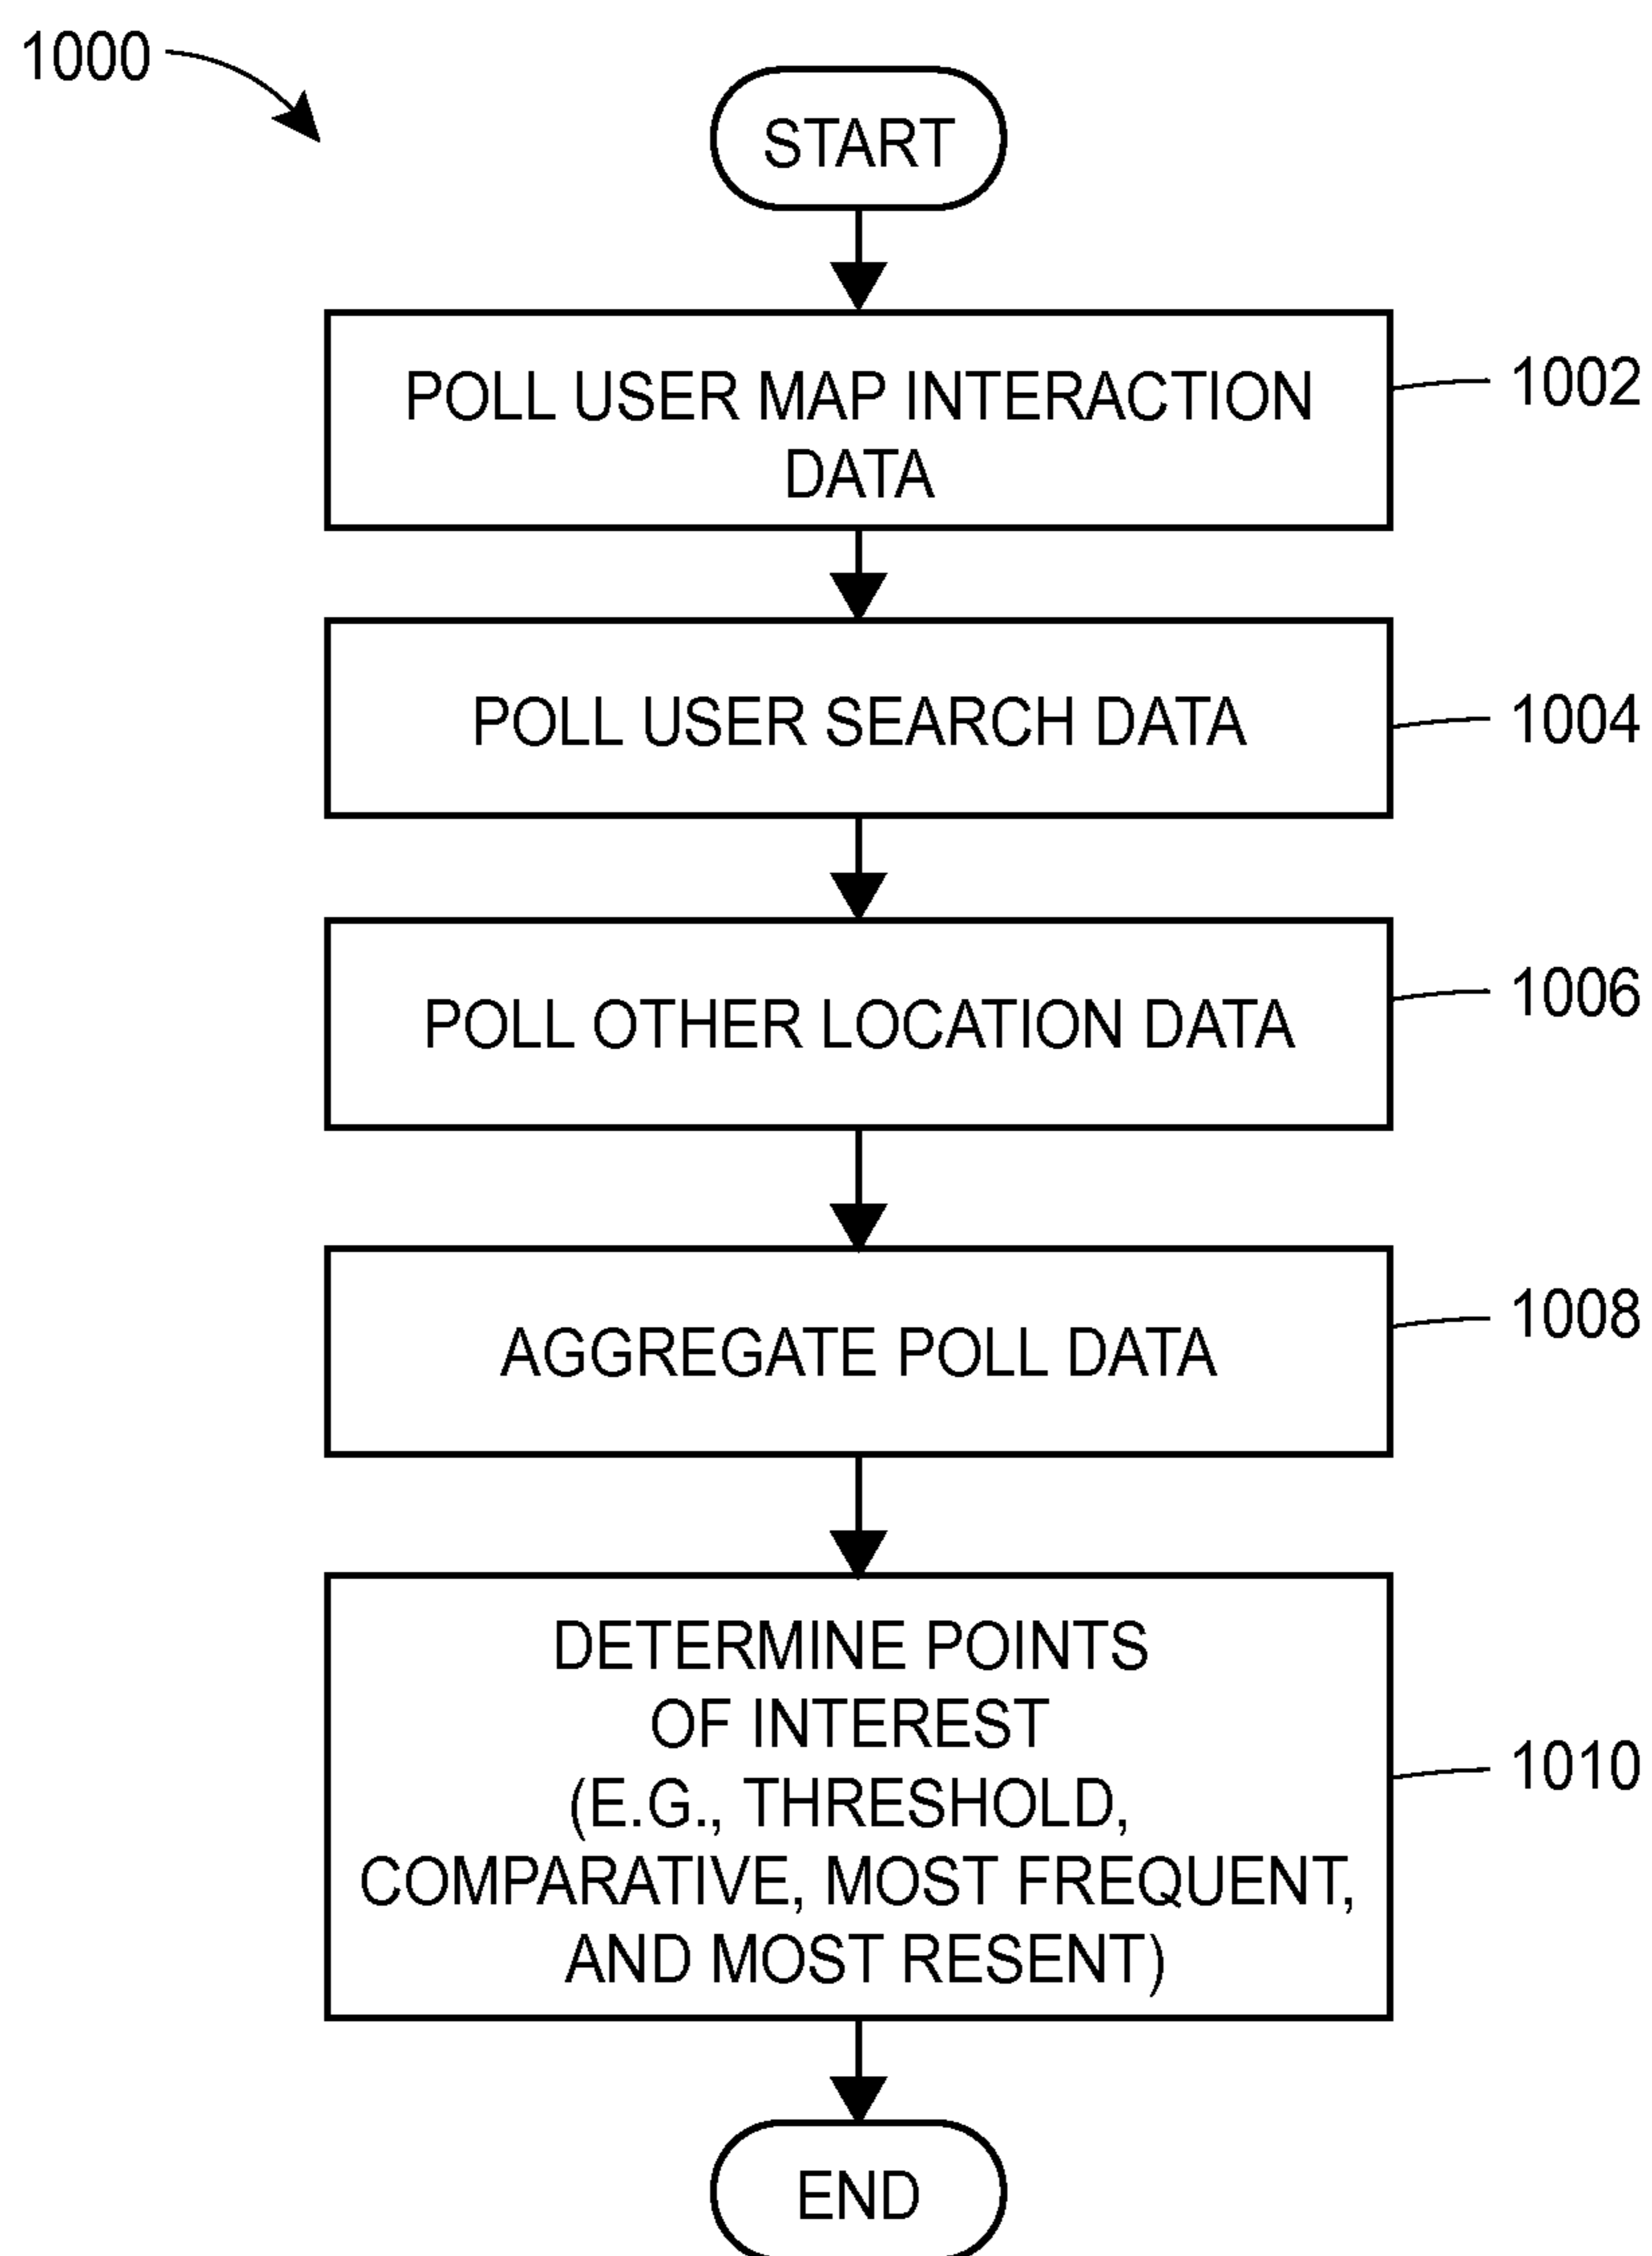 1000
START
POLL USER MAP INTERACTION
DATA
1002
POLL USER SEARCH DATA
1004
POLL OTHER LOCATION DATA
1006
AGGREGATE POLL DATA
1008
DETERMINE POINTS
OF INTEREST
(E.G., THRESHOLD,
COMPARATIVE, MOST FREQUENT,
AND MOST RESENT)
1010
END